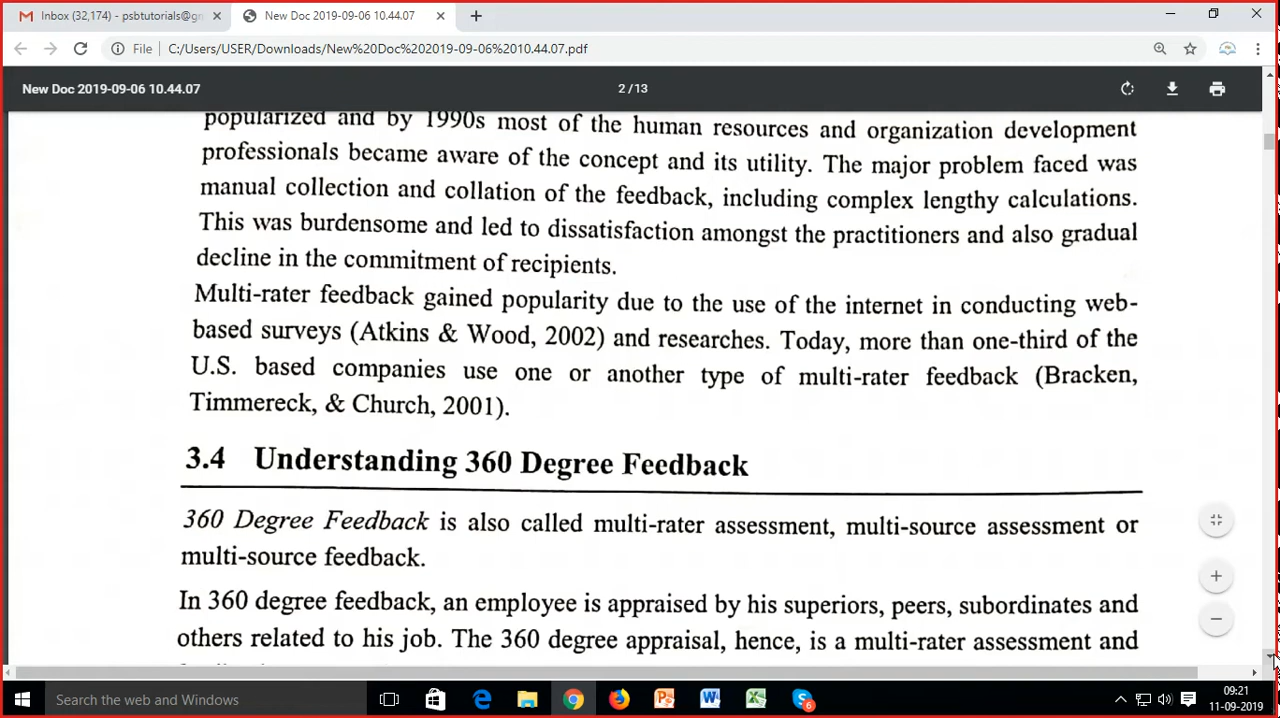 Inbox (32,174) - psbtutorials@gm
New Doc 2019-09-06 10.44.07
File
C:/Users/USER/Downloads/New%20Doc%202019-09-06%2010.44.07.pdf
New Doc 2019-09-06 10.44.07
2 / 13
popularized and by 1990s most of the human resources and organization development
professionals became aware of the concept and its utility. The major problem faced was
manual collection and collation of the feedback, including complex lengthy calculations.
This was burdensome and led to dissatisfaction amongst the practitioners and also gradual
decline in the commitment of recipients.
Multi-rater feedback gained popularity due to the use of the internet in conducting web-
based surveys (Atkins & Wood, 2002) and researches. Today, more than one-third of the
U.S. based companies use one or another type of multi-rater feedback (Bracken,
Timmereck, & Church, 2001).
3.4 Understanding 360 Degree Feedback
360 Degree Feedback is also called multi-rater assessment, multi-source assessment or
multi-source feedback.
In 360 degree feedback, an employee is appraised by his superiors, peers, subordinates and
others related to his job. The 360 degree appraisal, hence, is a multi-rater assessment and
Search the web and Windows
6
09:21
11-09-2019